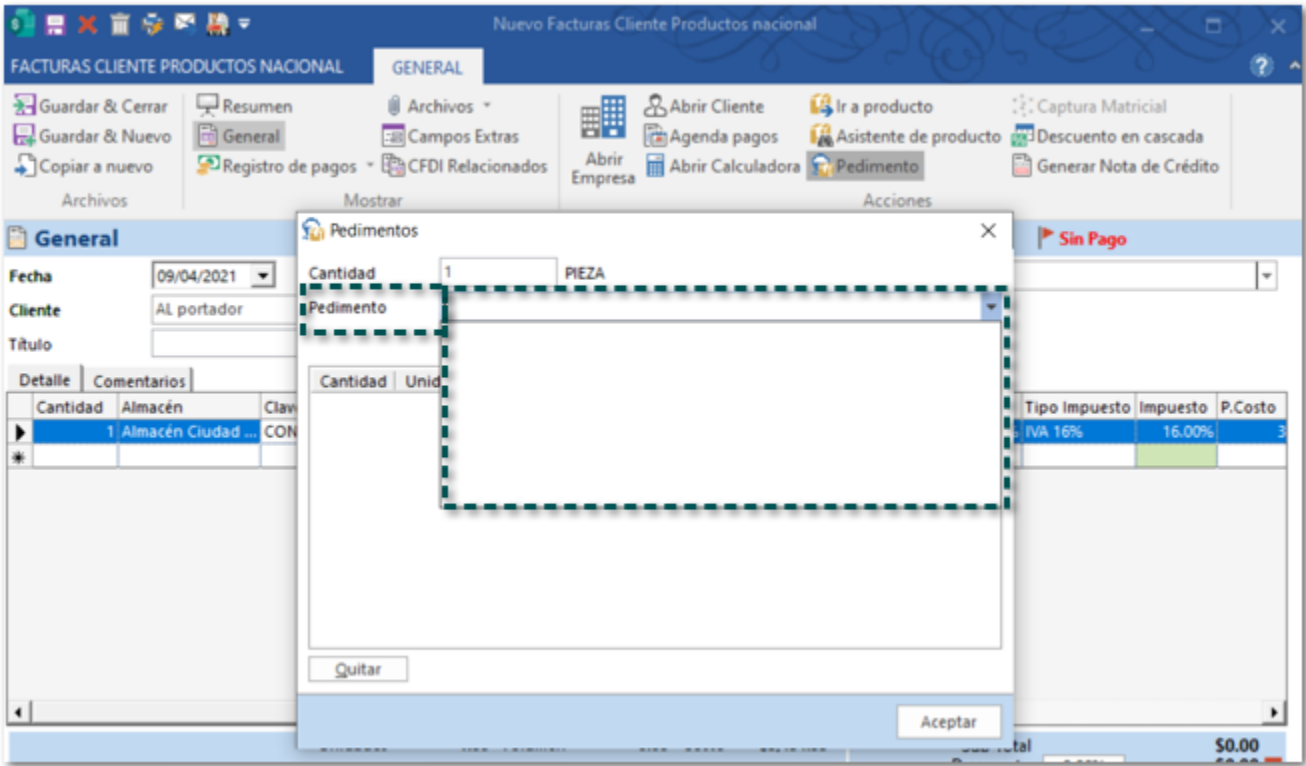 Nuevo Facturas Cliente Productos nacional
FACTURAS CLIENTE PRODUCTOS NACIONAL GENERAL
Guardar & Cerrar Resumen Archivos Abrir Cliente Ir a producto Captura Matricial
Guardar & Nuevo General Campos Extras Agenda pagos Asistente de producto Descuento en cascada
Copiar a nuevo Registro de pagos CFDI Relacionados Abrir Empresa Abrir Calculadora Pedimento Generar Nota de Crédito
Archivos Mostrar Acciones
General Pedimentos Sin Pago
Fecha 09/04/2021 Cantidad 1 PIEZA
Cliente AL portador Pedimento
Título
Detalle Comentarios Cantidad Unid
Cantidad Almacén Clav Tipo Impuesto Impuesto P.Costo
1 Almacén Ciudad ... CON IVA 16% 16.00% 3
Quitar
Aceptar
$0.00